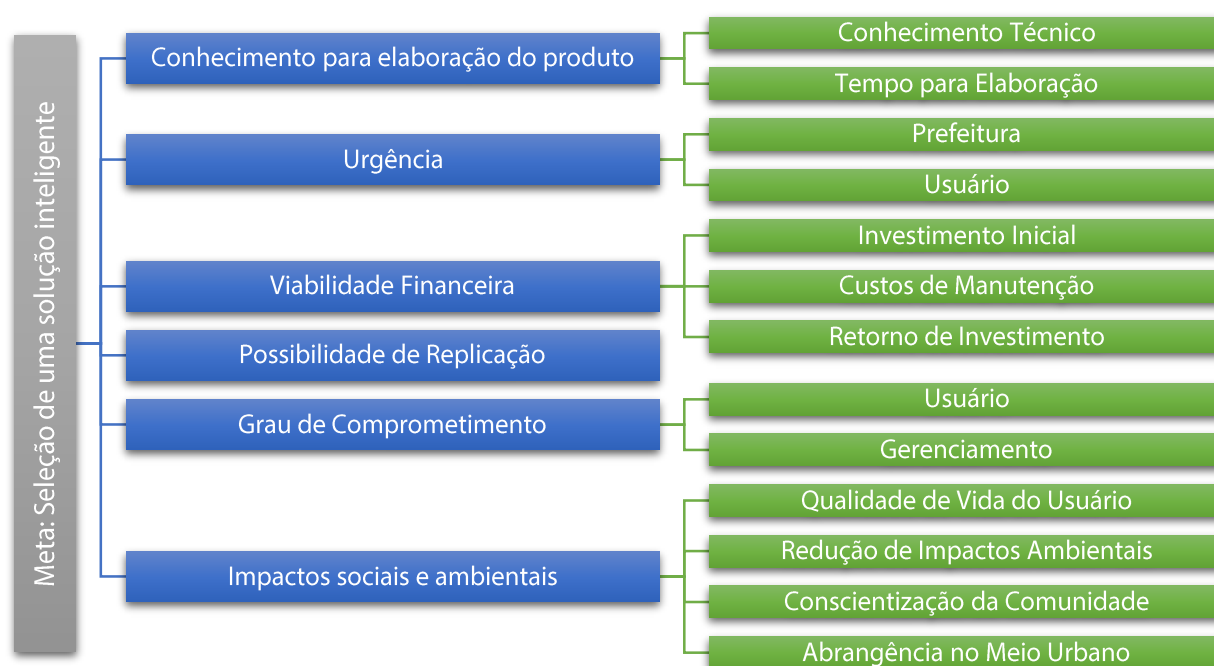 Meta: Seleção de uma solução inteligente
Conhecimento para elaboração do produto
Conhecimento Técnico
Tempo para Elaboração
Urgência
Prefeitura
Usuário
Viabilidade Financeira
Investimento Inicial
Custos de Manutenção
Retorno de Investimento
Possibilidade de Replicação
Grau de Comprometimento
Usuário
Gerenciamento
Impactos sociais e ambientais
Qualidade de Vida do Usuário
Redução de Impactos Ambientais
Conscientização da Comunidade
Abrangência no Meio Urbano